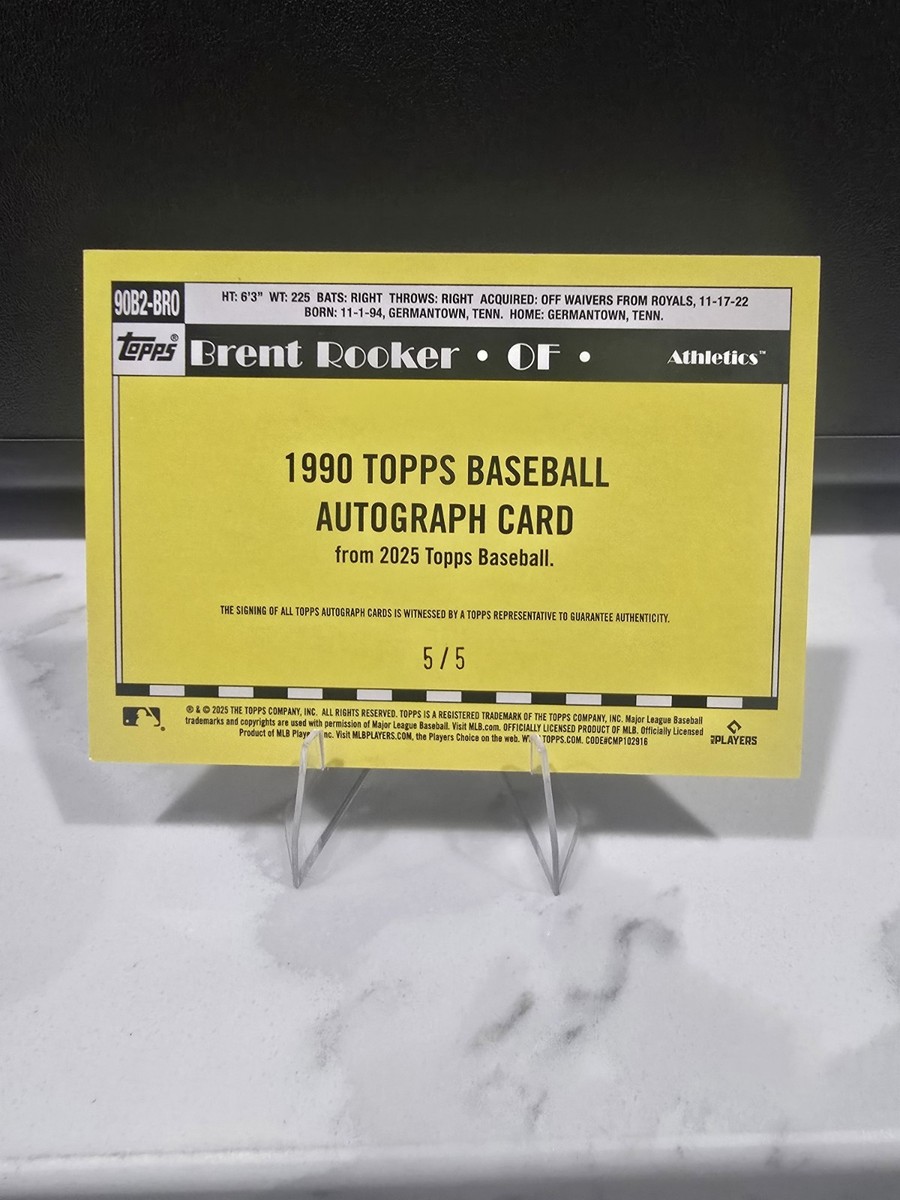 90B2-BRO
HT: 6'3" WT: 225 BATS: RIGHT THROWS: RIGHT ACQUIRED: OFF WAIVERS FROM ROYALS, 11-17-22
BORN: 11-1-94, GERMANTOWN, TENN. HOME: GERMANTOWN, TENN.
Topps®
Brent Rooker • OF •
Athletics™
1990 TOPPS BASEBALL
AUTOGRAPH CARD
from 2025 Topps Baseball.
THE SIGNING OF ALL TOPPS AUTOGRAPH CARDS IS WITNESSED BY A TOPPS REPRESENTATIVE TO GUARANTEE AUTHENTICITY.
5/5
® & © 2025 THE TOPPS COMPANY, INC. ALL RIGHTS RESERVED. TOPPS IS A REGISTERED TRADEMARK OF THE TOPPS COMPANY, INC. Major League Baseball
trademarks and copyrights are used with permission of Major League Baseball. Visit MLB.com. OFFICIALLY LICENSED PRODUCT OF MLB. Officially Licensed
Product of MLB Play nc. Visit MLBPLAYERS.COM, the Players Choice on the web. TOPPS.COM. CODE#CMP102916
MLB PLAYERS